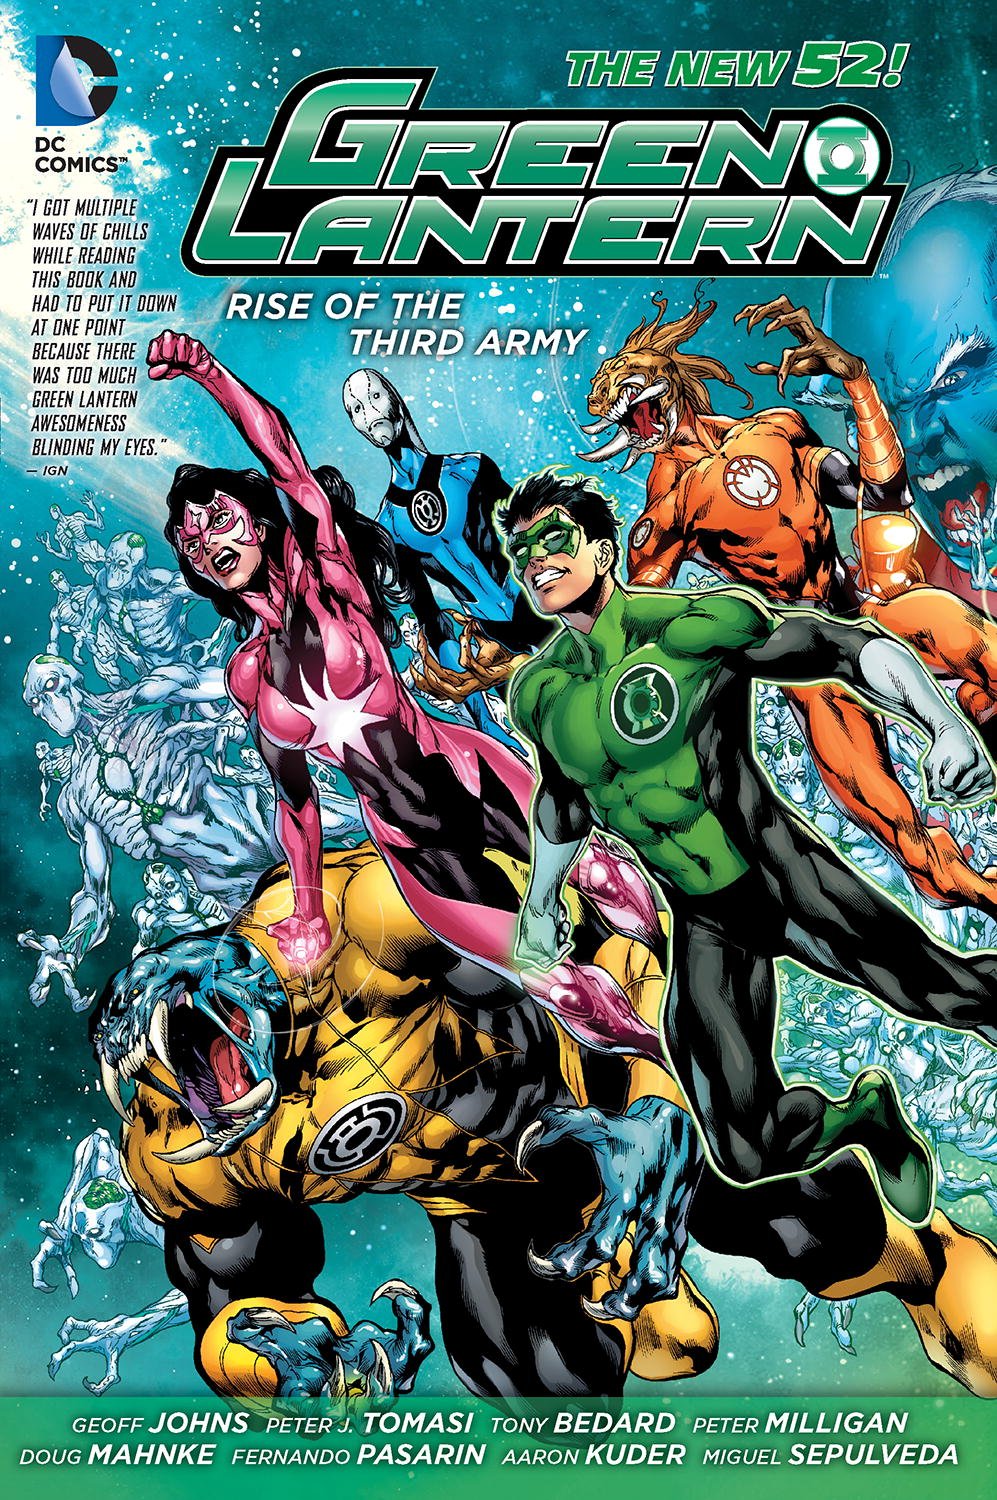 DC
COMICS™
THE NEW 52!
GREEN
LANTERN™
RISE OF THE
THIRD ARMY
"I GOT MULTIPLE
WAVES OF CHILLS
WHILE READING
THIS BOOK AND
HAD TO PUT IT DOWN
AT ONE POINT
BECAUSE THERE
WAS TOO MUCH
GREEN LANTERN
AWESOMENESS
BLINDING MY EYES."
— IGN
GEOFF JOHNS PETER J. TOMASI TONY BEDARD PETER MILLIGAN
DOUG MAHNKE FERNANDO PASARIN AARON KUDER MIGUEL SEPULVEDA